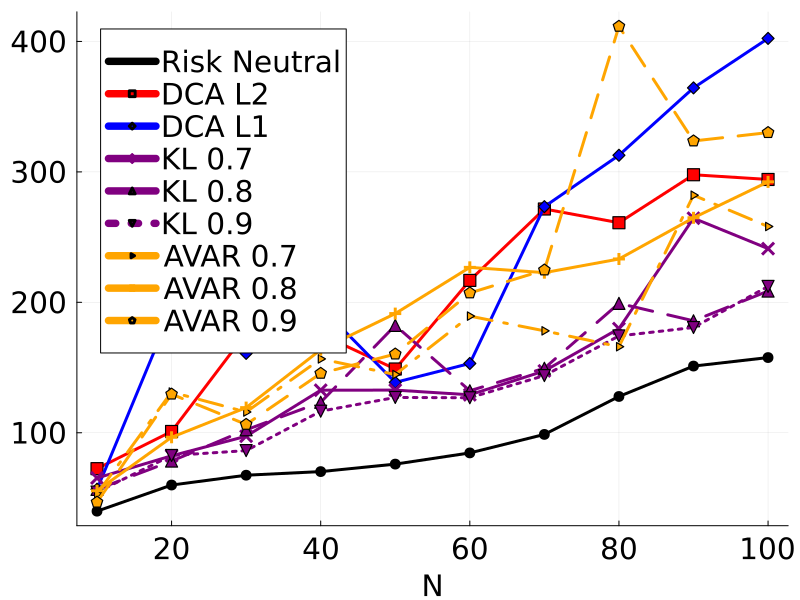 400
300
200
100
Risk Neutral
DCA L2
DCA L1
KL 0.7
KL 0.8
KL 0.9
AVAR 0.7
AVAR 0.8
AVAR 0.9
20 40 60 80 100
N